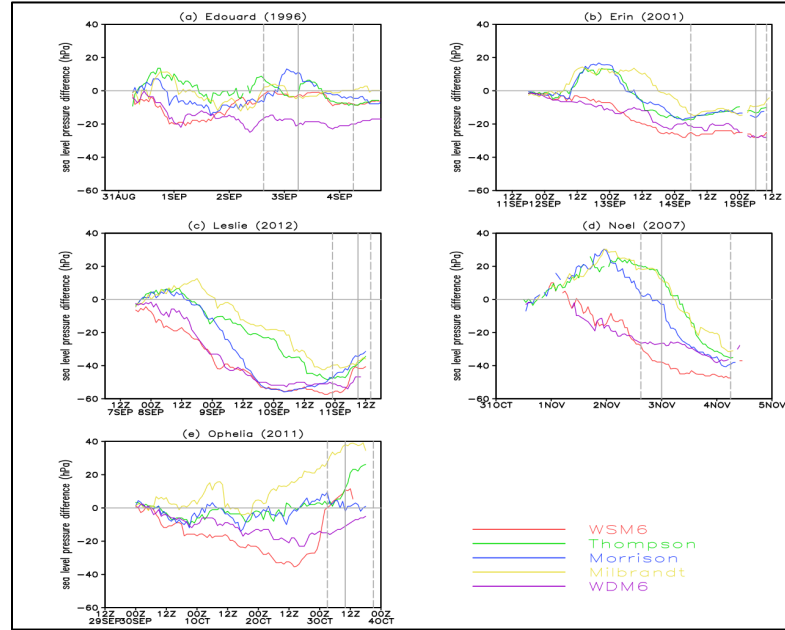 (a) Edouard (1996)
sea level pressure difference (hPa)
40
20
0
−20
−40
−60
31AUG 1SEP 2SEP 3SEP 4SEP
(b) Erin (2001)
sea level pressure difference (hPa)
40
20
0
−20
−40
−60
12Z 00Z 12Z 00Z 12Z 00Z 12Z 00Z 12Z
11SEP 12SEP 13SEP 14SEP 15SEP
(c) Leslie (2012)
sea level pressure difference (hPa)
40
20
0
−20
−40
−60
12Z 00Z 12Z 00Z 12Z 00Z 12Z 00Z 12Z
7SEP 8SEP 9SEP 10SEP 11SEP
(d) Noel (2007)
sea level pressure difference (hPa)
40
20
0
−20
−40
−60
31OCT 1NOV 2NOV 3NOV 4NOV 5NOV
(e) Ophelia (2011)
sea level pressure difference (hPa)
40
20
0
−20
−40
−60
12Z 00Z 12Z 00Z 12Z 00Z 12Z 00Z 12Z 00Z
29SEP 30SEP 1OCT 2OCT 3OCT 4OCT
WSM6
Thompson
Morrison
Milbrandt
WDM6